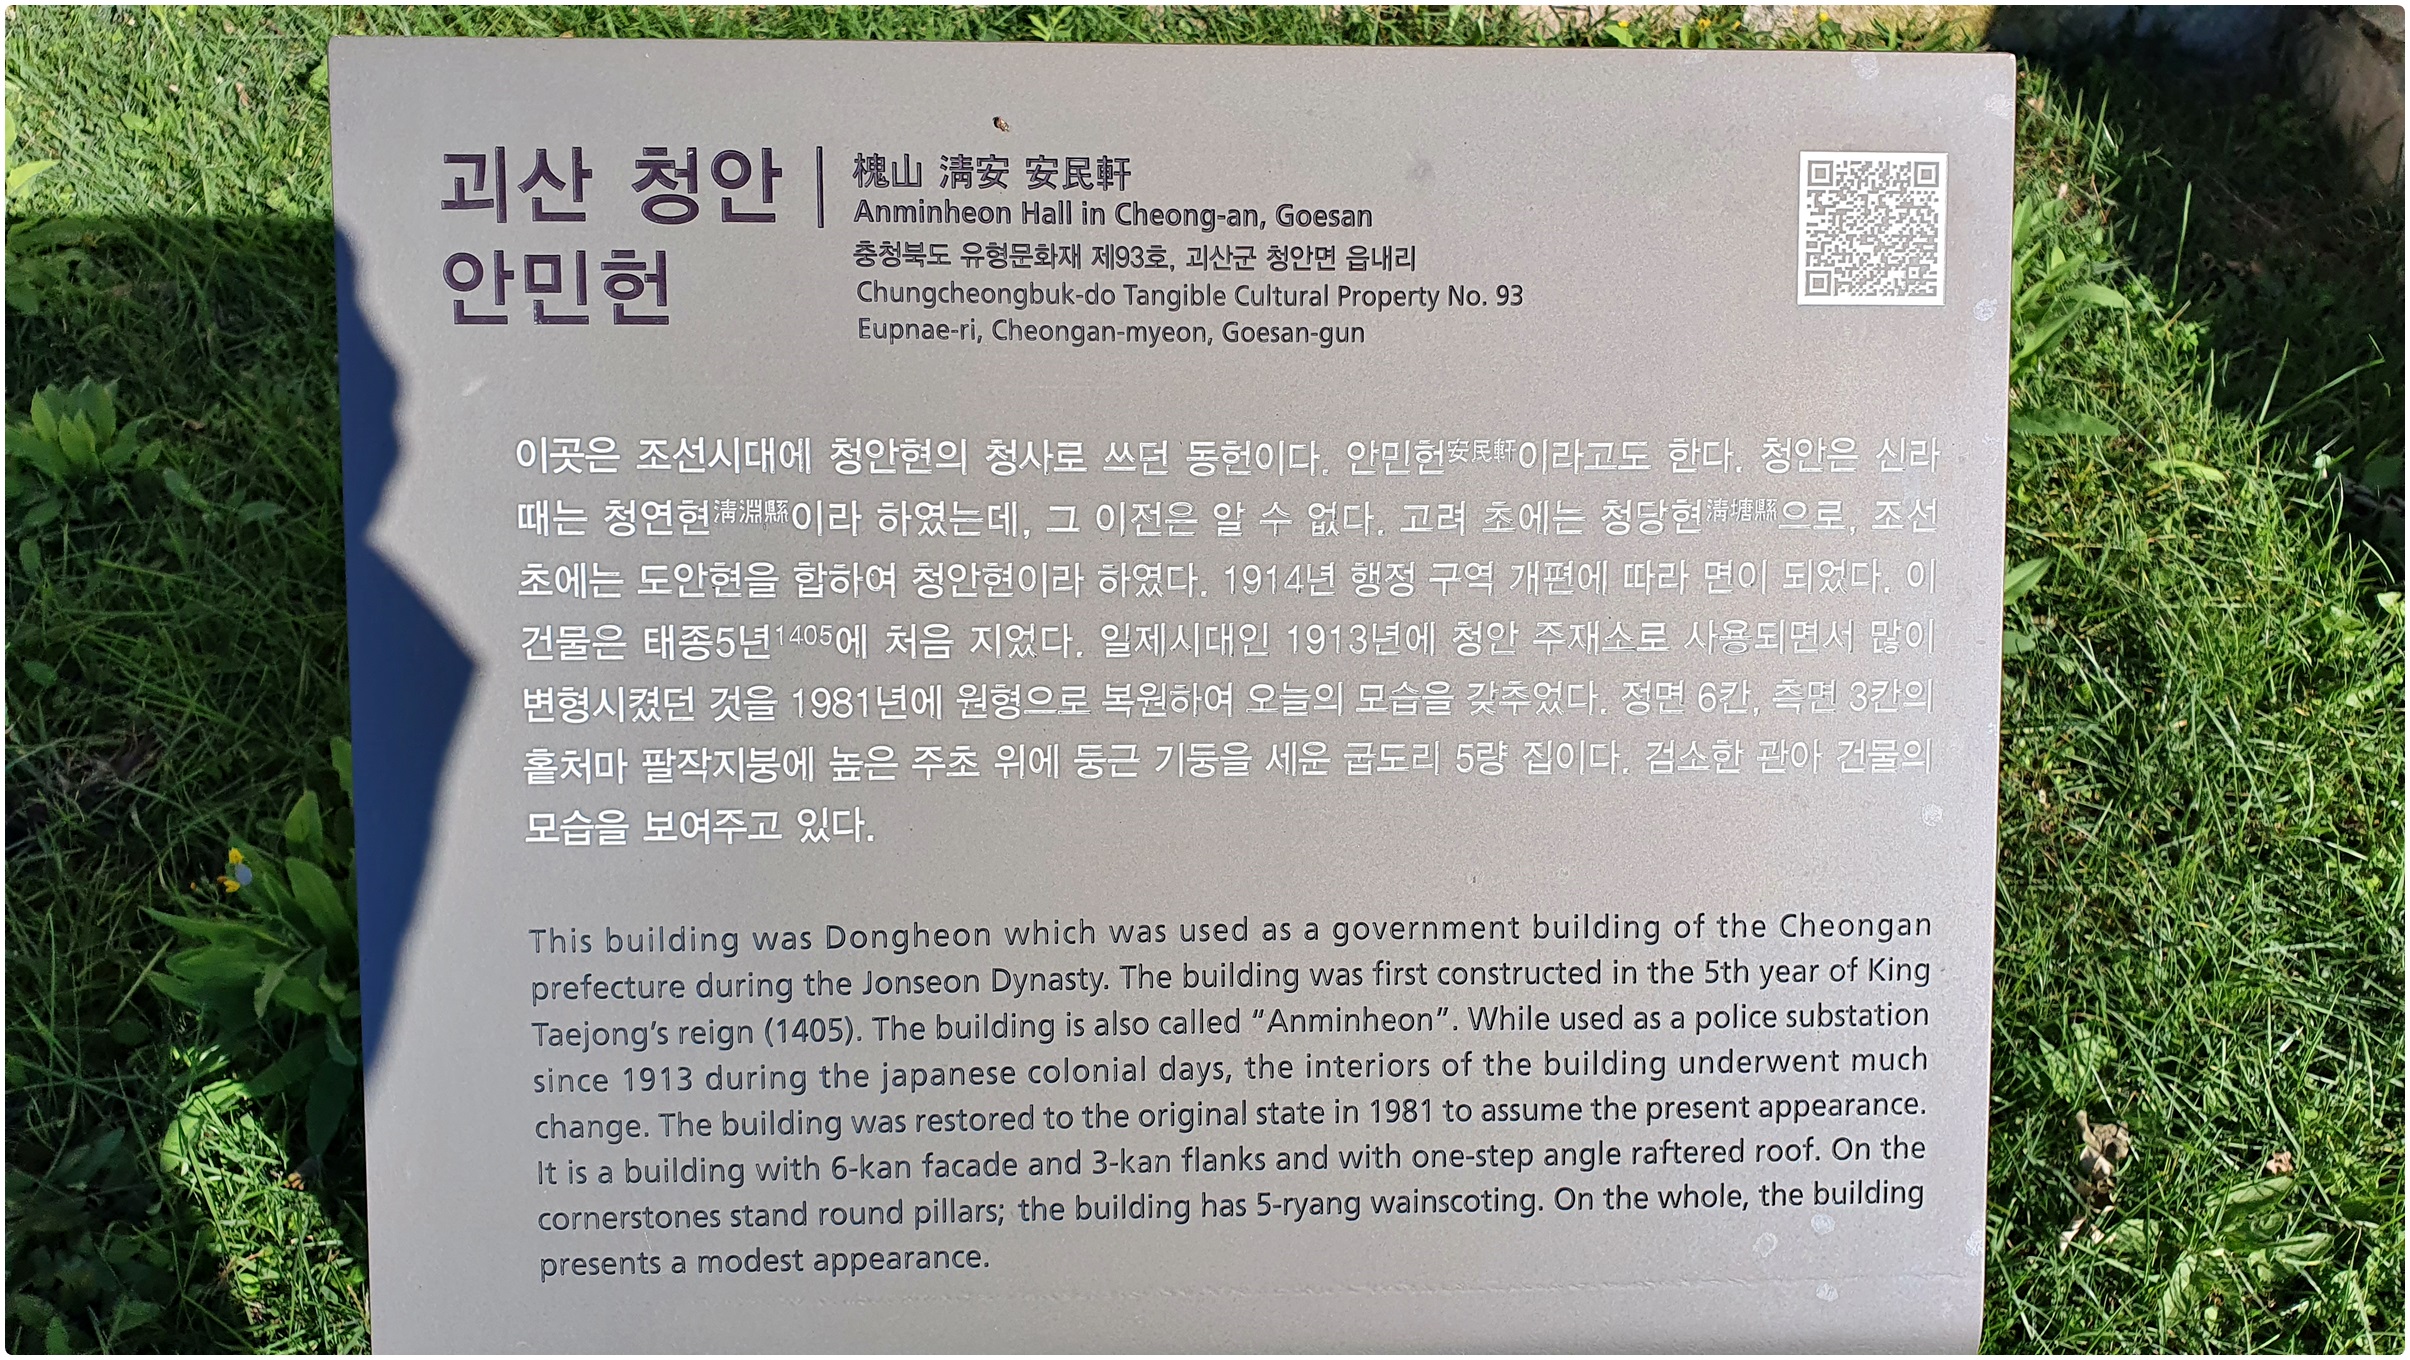 괴산 청안
안민헌
槐山 淸安 安民軒
Anminheon Hall in Cheong-an, Goesan
충청북도 유형문화재 제93호, 괴산군 청안면 읍내리
Chungcheongbuk-do Tangible Cultural Property No. 93
Eupnae-ri, Cheongan-myeon, Goesan-gun
이곳은 조선시대에 청안현의 청사로 쓰던 동헌이다. 안민헌安民軒이라고도 한다. 청안은 신라
때는 청연현淸淵縣이라 하였는데, 그 이전은 알 수 없다. 고려 초에는 청당현淸塘縣으로, 조선
초에는 도안현을 합하여 청안현이라 하였다. 1914년 행정 구역 개편에 따라 면이 되었다. 이
건물은 태종5년1405에 처음 지었다. 일제시대인 1913년에 청안 주재소로 사용되면서 많이
변형시켰던 것을 1981년에 원형으로 복원하여 오늘의 모습을 갖추었다. 정면 6칸, 측면 3칸의
홑처마 팔작지붕에 높은 주초 위에 둥근 기둥을 세운 굽도리 5량 집이다. 검소한 관아 건물의
모습을 보여주고 있다.
This building was Dongheon which was used as a government building of the Cheongan
prefecture during the Jonseon Dynasty. The building was first constructed in the 5th year of King
Taejong's reign (1405). The building is also called “Anminheon”. While used as a police substation
since 1913 during the japanese colonial days, the interiors of the building underwent much
change. The building was restored to the original state in 1981 to assume the present appearance.
It is a building with 6-kan facade and 3-kan flanks and with one-step angle raftered roof. On the
cornerstones stand round pillars; the building has 5-ryang wainscoting. On the whole, the building
presents a modest appearance.